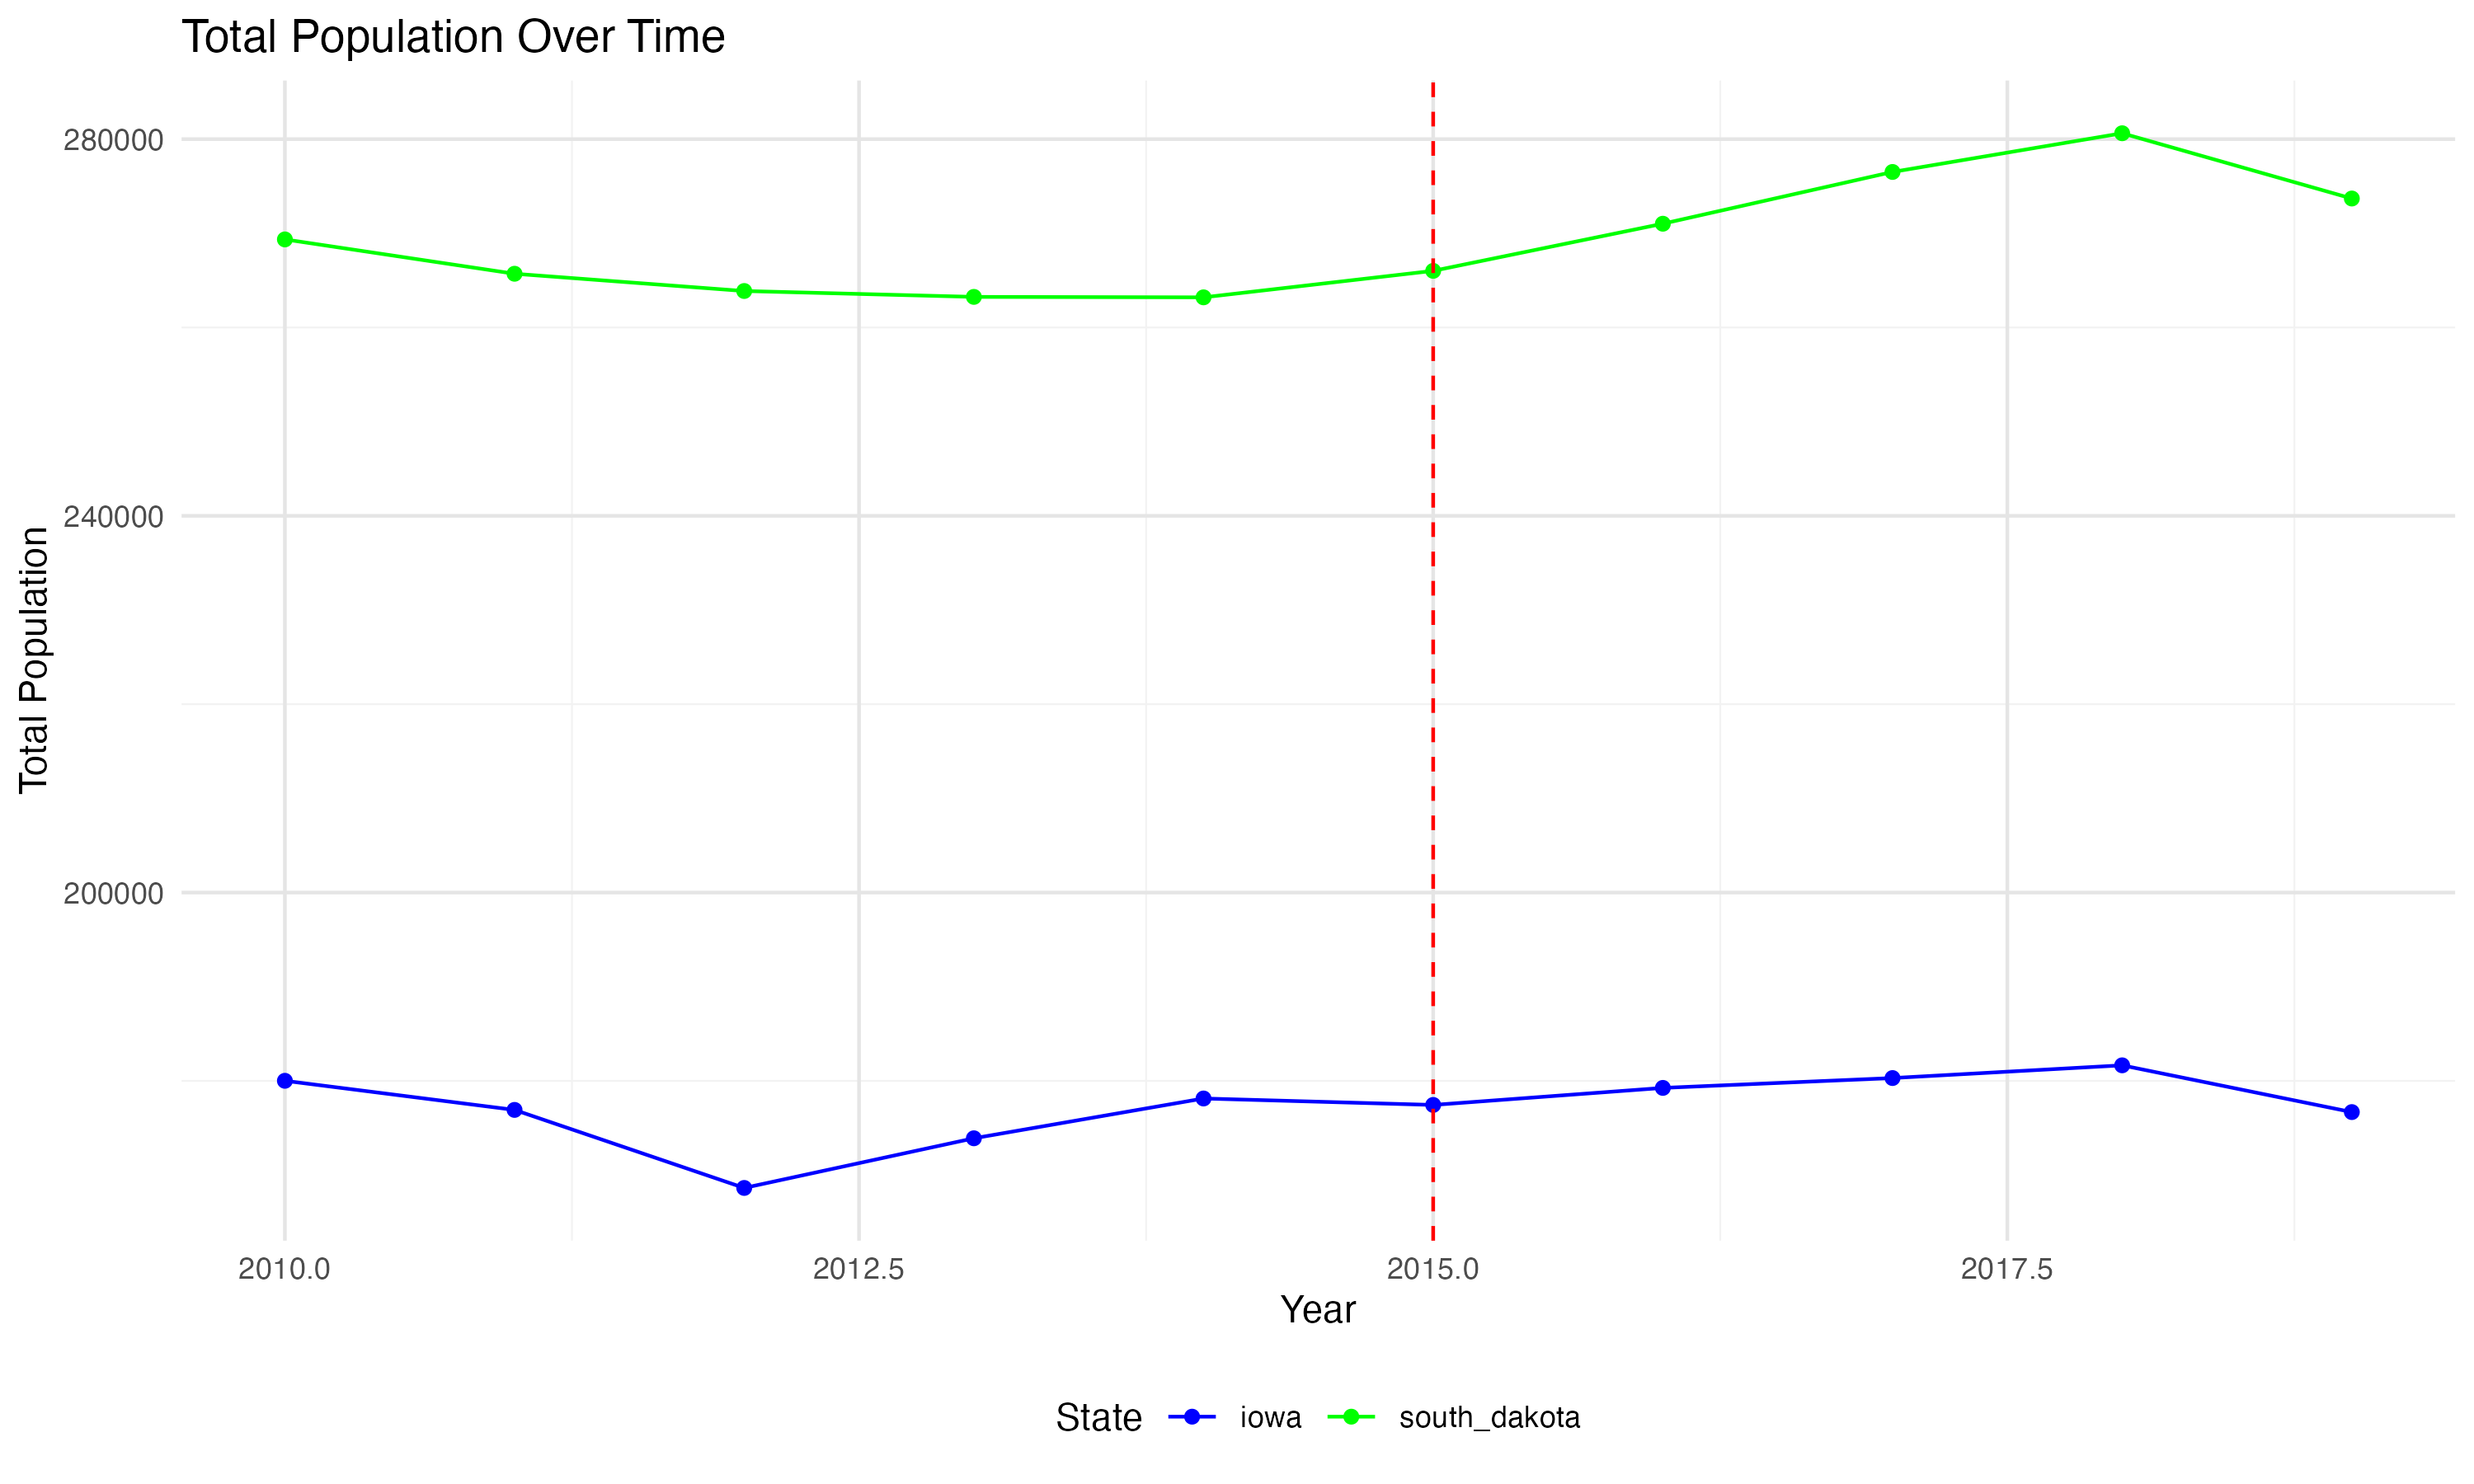 Total Population Over Time
280000
240000
200000
Total Population
2010.0 2012.5 2015.0 2017.5
Year
State iowa south_dakota